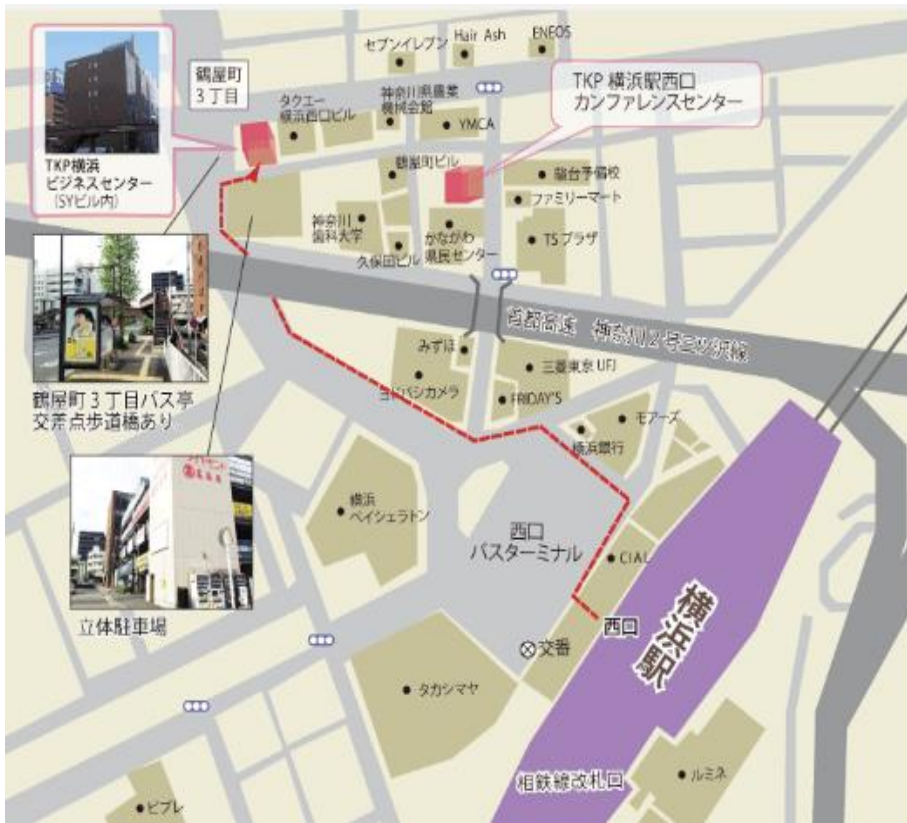 セブンイレブン
Hair Ash
ENEOS
鶴屋町
3丁目
TKP 横浜駅西口
カンファレンスセンター
タクエー
横浜西口ビル
神奈川県農業
機械会館
YMCA
TKP横浜
ビジネスセンター
(SYビル内)
鶴屋町ビル
駿台予備校
ファミリーマート
神奈川
歯科大学
久保田ビル
かながわ
県民センター
TSプラザ
首都高速 神奈川2号三ツ沢線
みずほ
ヨドバシカメラ
三菱東京UFJ
FRIDAY'S
モアーズ
横浜銀行
鶴屋町3丁目バス亭
交差点歩道橋あり
横浜
ベイシェラトン
西口
バスターミナル
CIAL
西口
横浜駅
立体駐車場
交番
タカシマヤ
相鉄線改札口
ルミネ
ビブレ